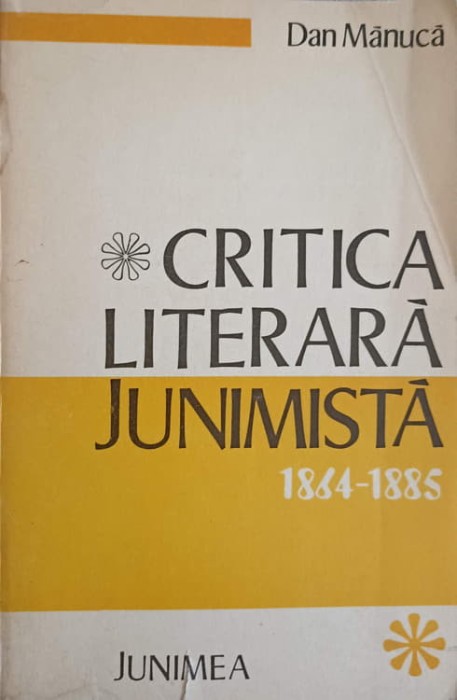 Dan Mănucă
CRITICA
LITERARĂ
JUNIMISTĂ
1864-1885
JUNIMEA